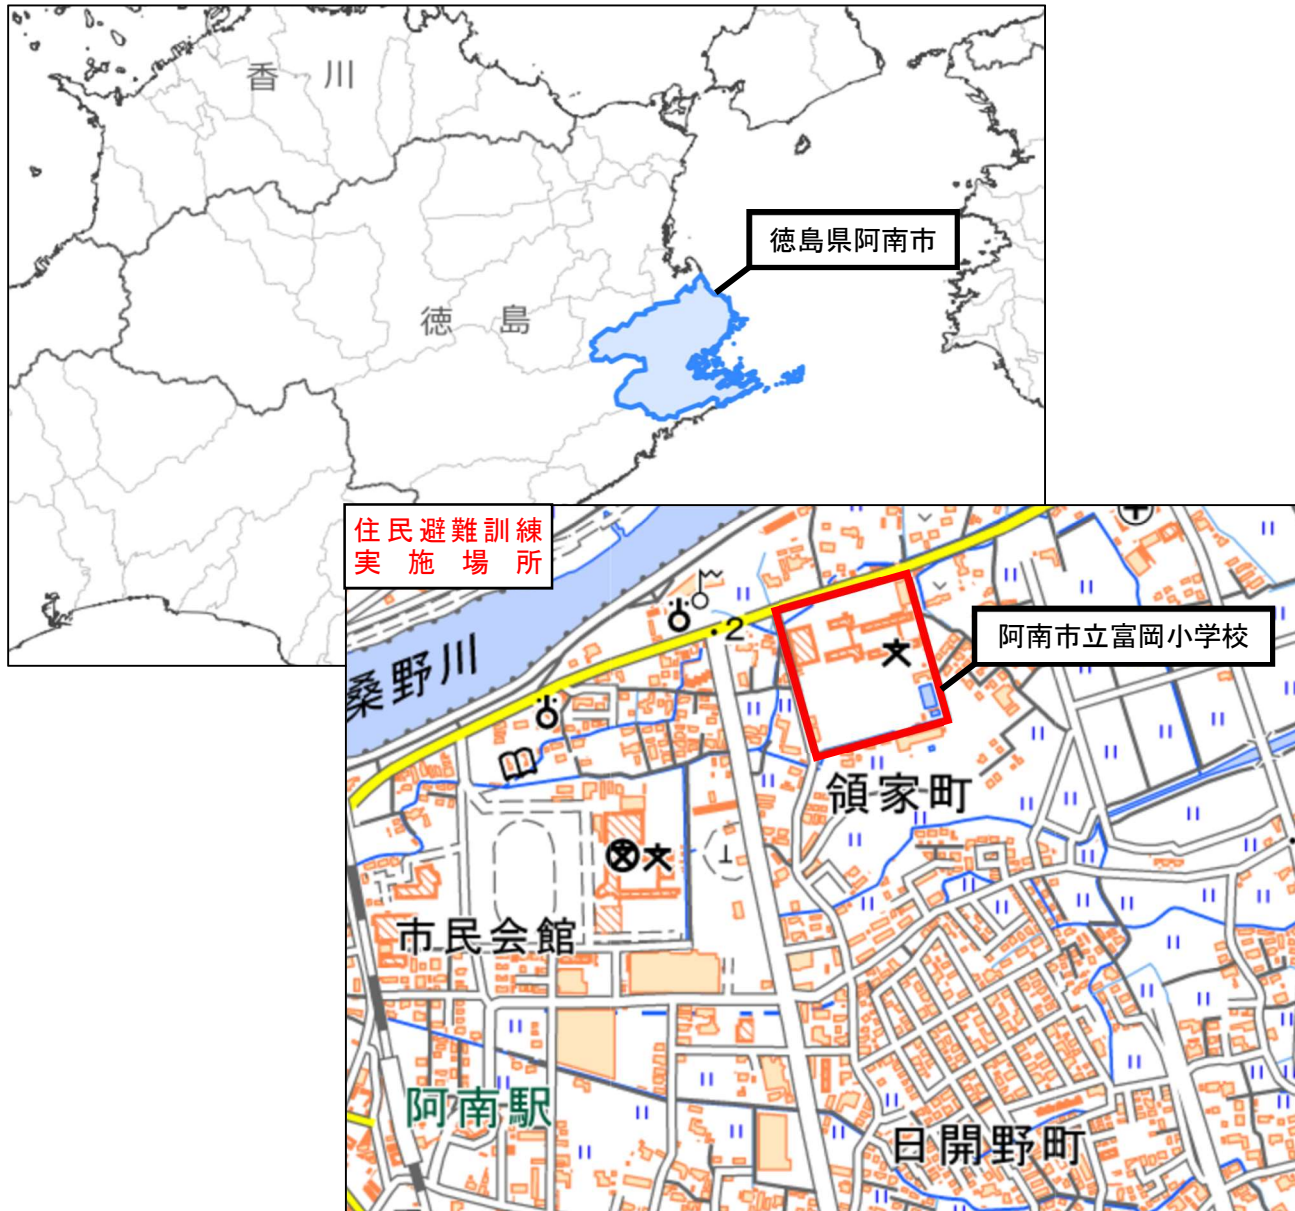 香川
徳島県阿南市
徳島
住民避難訓練
実施場所
2
阿南市立富岡小学校
桑野川
領家町
市民会館
阿南駅
日開野町